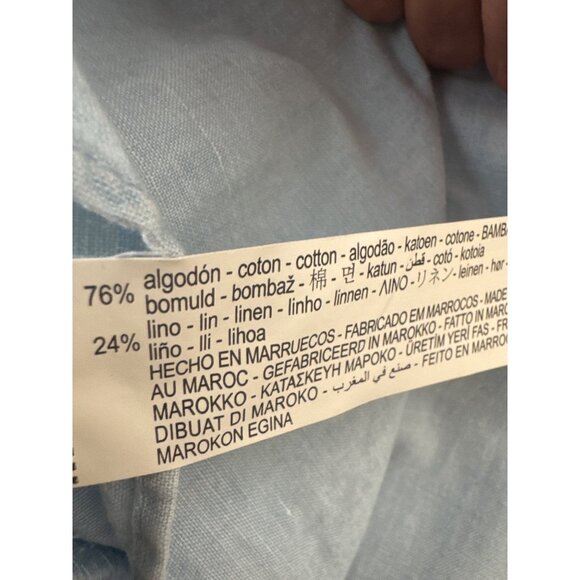 76% algodón - coton - cotton - algodão - katoen - cotone - BAMBA
bomuld - bombaž - 棉 - 면 - katun - قطن - cotó - kotoia
24% lino - lin - linen - linho - linnen - ΛΙΝΟ - リネン - leinen - hør -
liño - lli - lihoa
HECHO EN MARRUECOS - FABRICADO EM MARROCOS - MADE
AU MAROC - GEFABRICEERD IN MAROKKO - FATTO IN MAROC
MAROKKO - ΚΑΤΑΣΚΕΥΗ ΜΑΡΟΚΟ - ÜRETİM YERİ FAS - FR
DIBUAT DI MAROKO - صنع في المغرب - FEITO EN MARROC
MAROKON EGINA